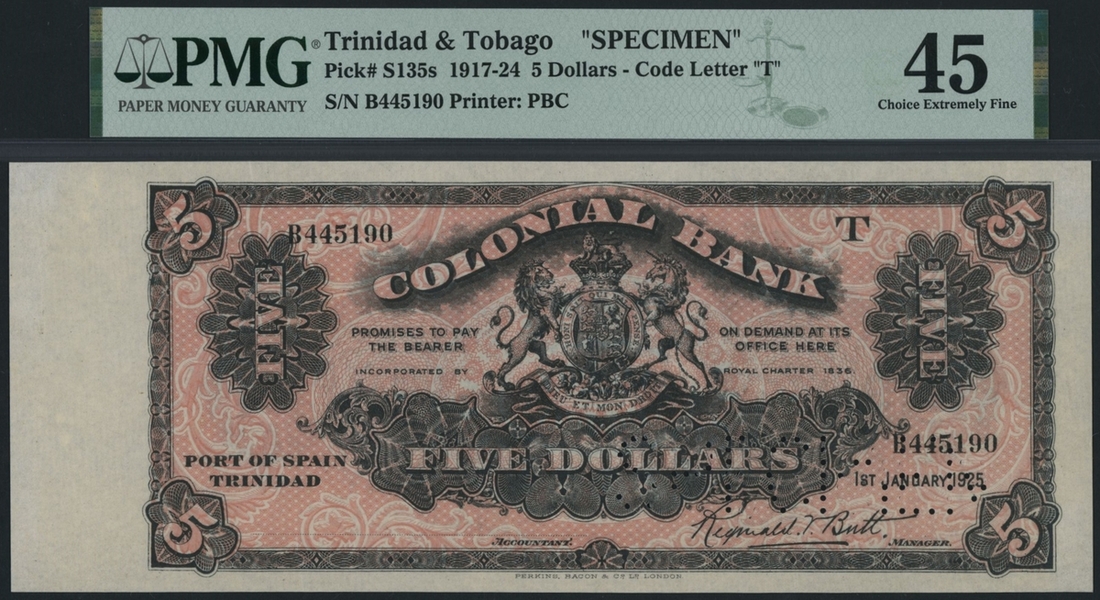 PMG®
PAPER MONEY GUARANTY
Trinidad & Tobago "SPECIMEN"
Pick# S135s 1917-24 5 Dollars - Code Letter "T"
S/N B445190 Printer: PBC
45
Choice Extremely Fine
5
5
B445190
T
COLONIAL BANK
FIVE
FIVE
PROMISES TO PAY
THE BEARER
ON DEMAND AT ITS
OFFICE HERE
INCORPORATED BY
ROYAL CHARTER 1836
ET MON DROIT
FIVE DOLLARS
B445190
PORT OF SPAIN
TRINIDAD
1ST JANUARY 1925
5
5
Reginald T. Butt
ACCOUNTANT.
MANAGER.
PERKINS, BACON & CO LD LONDON